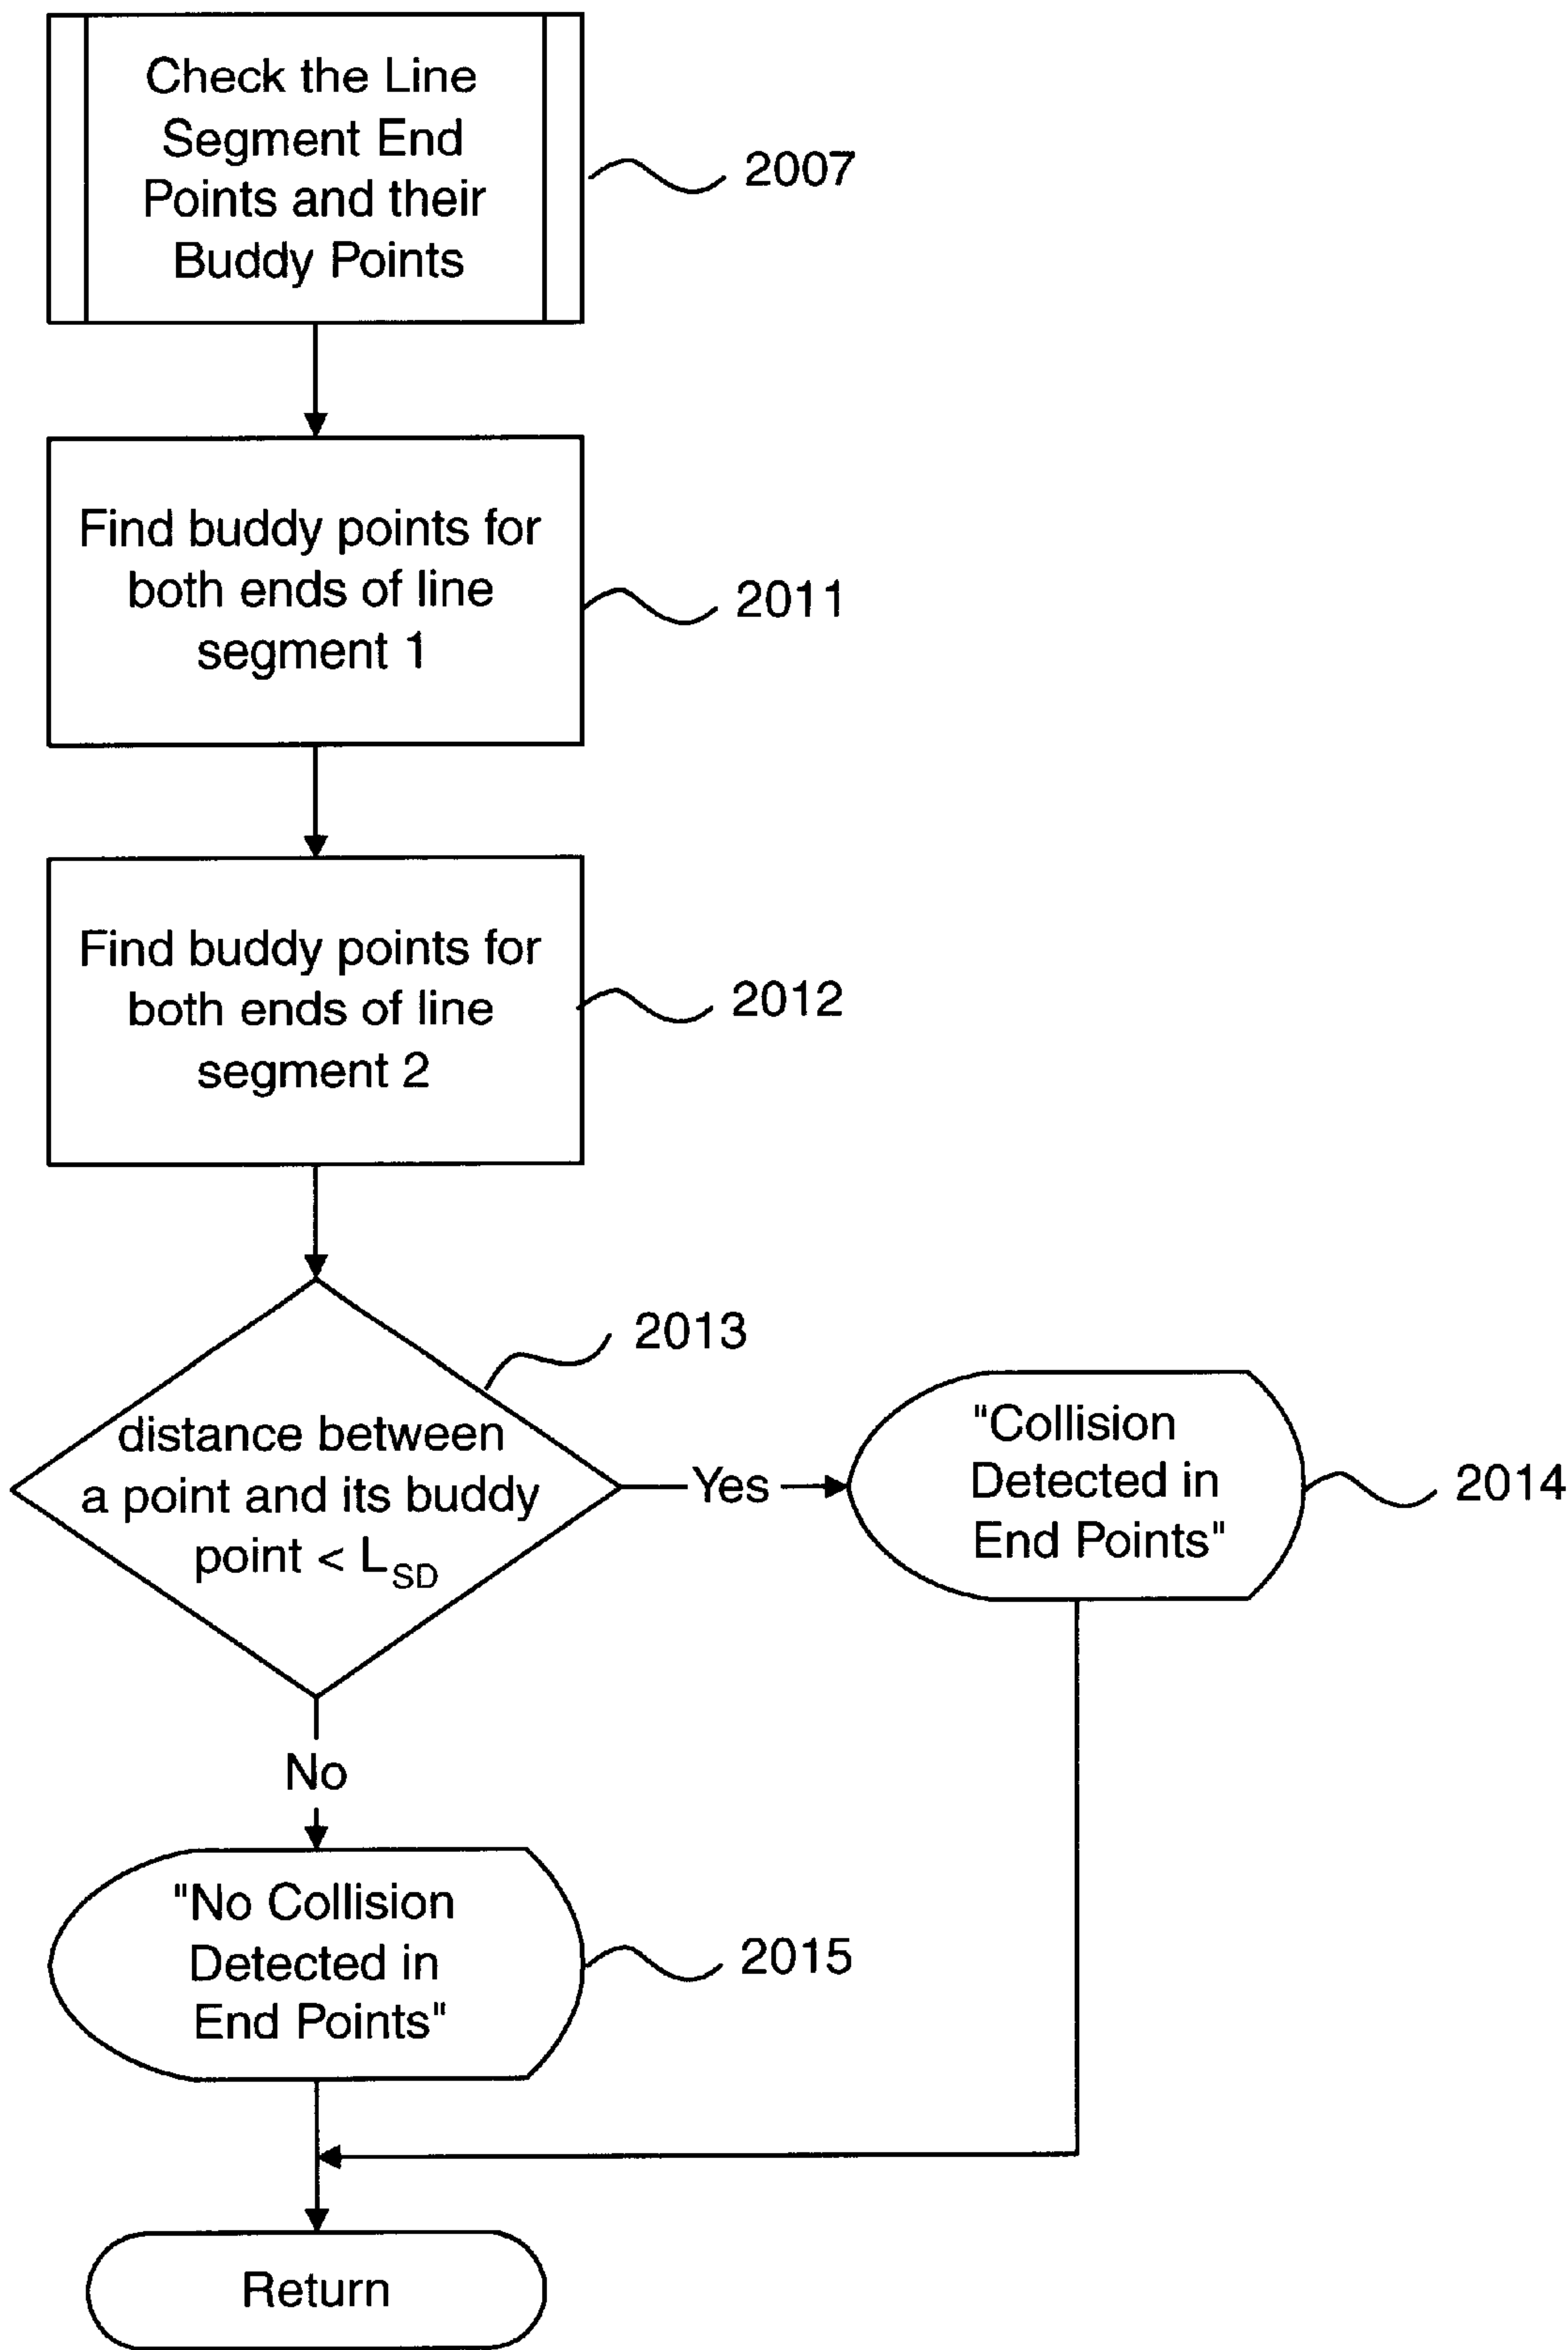 Check the Line
Segment End
Points and their
Buddy Points
2007
Find buddy points for
both ends of line
segment 1
2011
Find buddy points for
both ends of line
segment 2
2012
2013
distance between
a point and its buddy
point < L_SD
Yes
"Collision
Detected in
End Points"
2014
No
"No Collision
Detected in
End Points"
2015
Return